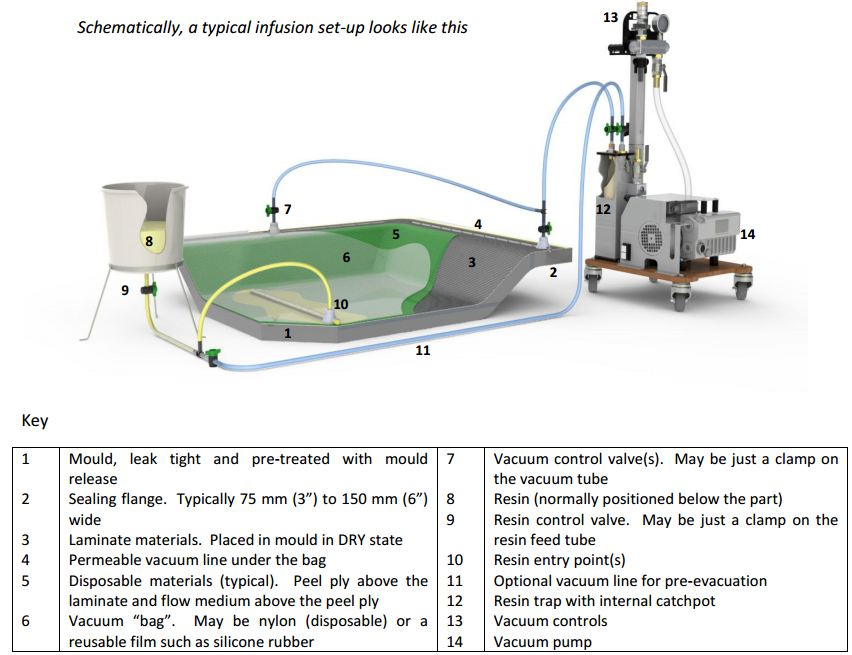 Schematically, a typical infusion set-up looks like this
13
7
4
8
5
12
14
6
3
2
9
10
1
11
Key
1 Mould, leak tight and pre-treated with mould
release
2 Sealing flange. Typically 75 mm (3”) to 150 mm (6”)
wide
3 Laminate materials. Placed in mould in DRY state
4 Permeable vacuum line under the bag
5 Disposable materials (typical). Peel ply above the
laminate and flow medium above the peel ply
6 Vacuum “bag”. May be nylon (disposable) or a
reusable film such as silicone rubber
7 Vacuum control valve(s). May be just a clamp on
the vacuum tube
8 Resin (normally positioned below the part)
9 Resin control valve. May be just a clamp on the
resin feed tube
10 Resin entry point(s)
11 Optional vacuum line for pre-evacuation
12 Resin trap with internal catchpot
13 Vacuum controls
14 Vacuum pump